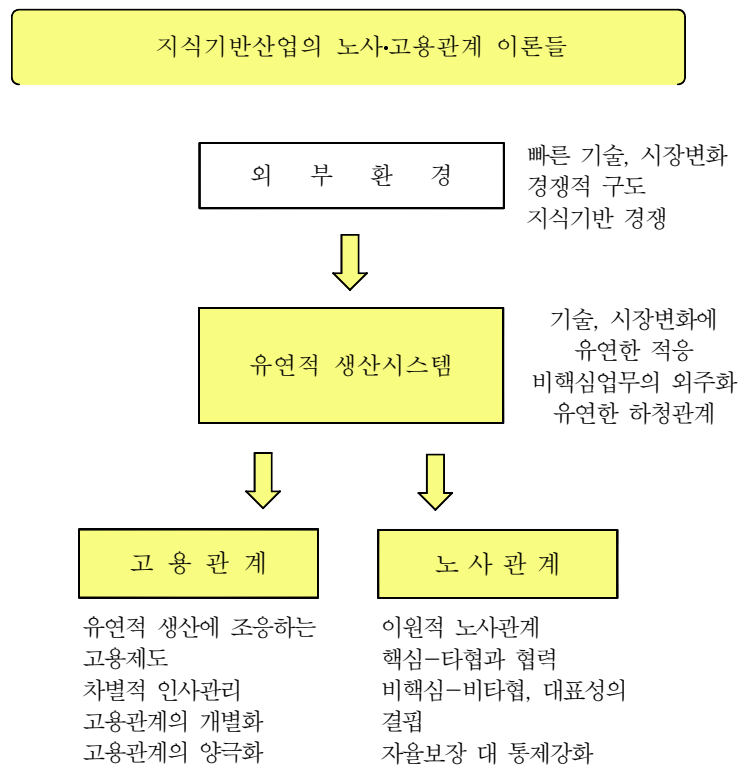 지식기반산업의 노사·고용관계 이론들
외 부 환 경
빠른 기술, 시장변화
경쟁적 구도
지식기반 경쟁
유연적 생산시스템
기술, 시장변화에
유연한 적응
비핵심업무의 외주화
유연한 하청관계
고 용 관 계
유연적 생산에 조응하는
고용제도
차별적 인사관리
고용관계의 개별화
고용관계의 양극화
노 사 관 계
이원적 노사관계
핵심-타협과 협력
비핵심-비타협, 대표성의
결핍
자율보장 대 통제강화